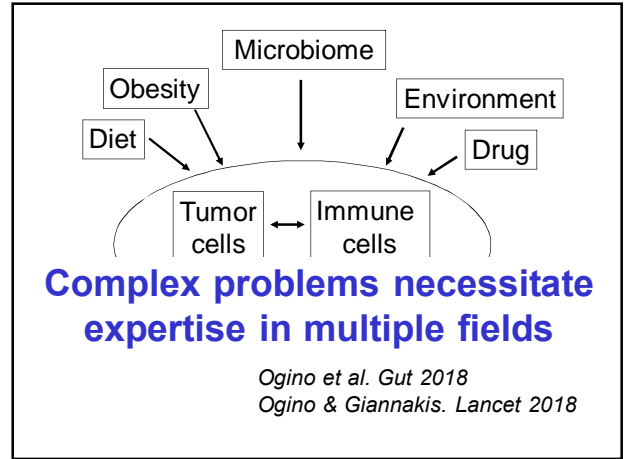 Microbiome
Obesity
Environment
Diet
Drug
Tumor
cells
Immune
cells
Complex problems necessitate
expertise in multiple fields
Ogino et al. Gut 2018
Ogino & Giannakis. Lancet 2018